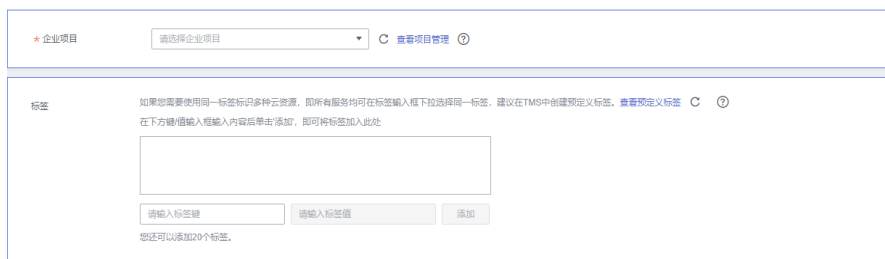 * 企业项目 请选择企业项目 查看项目管理 ?
标签 如果您需要使用同一标签标识多种云资源，即所有服务均可在标签输入框下拉选择同一标签，建议在TMS中创建预定义标签。 查看预定义标签 ?
在下方键/值输入框输入内容后单击'添加'，即可将标签加入此处
请输入标签键 请输入标签值 添加
您还可以添加20个标签。